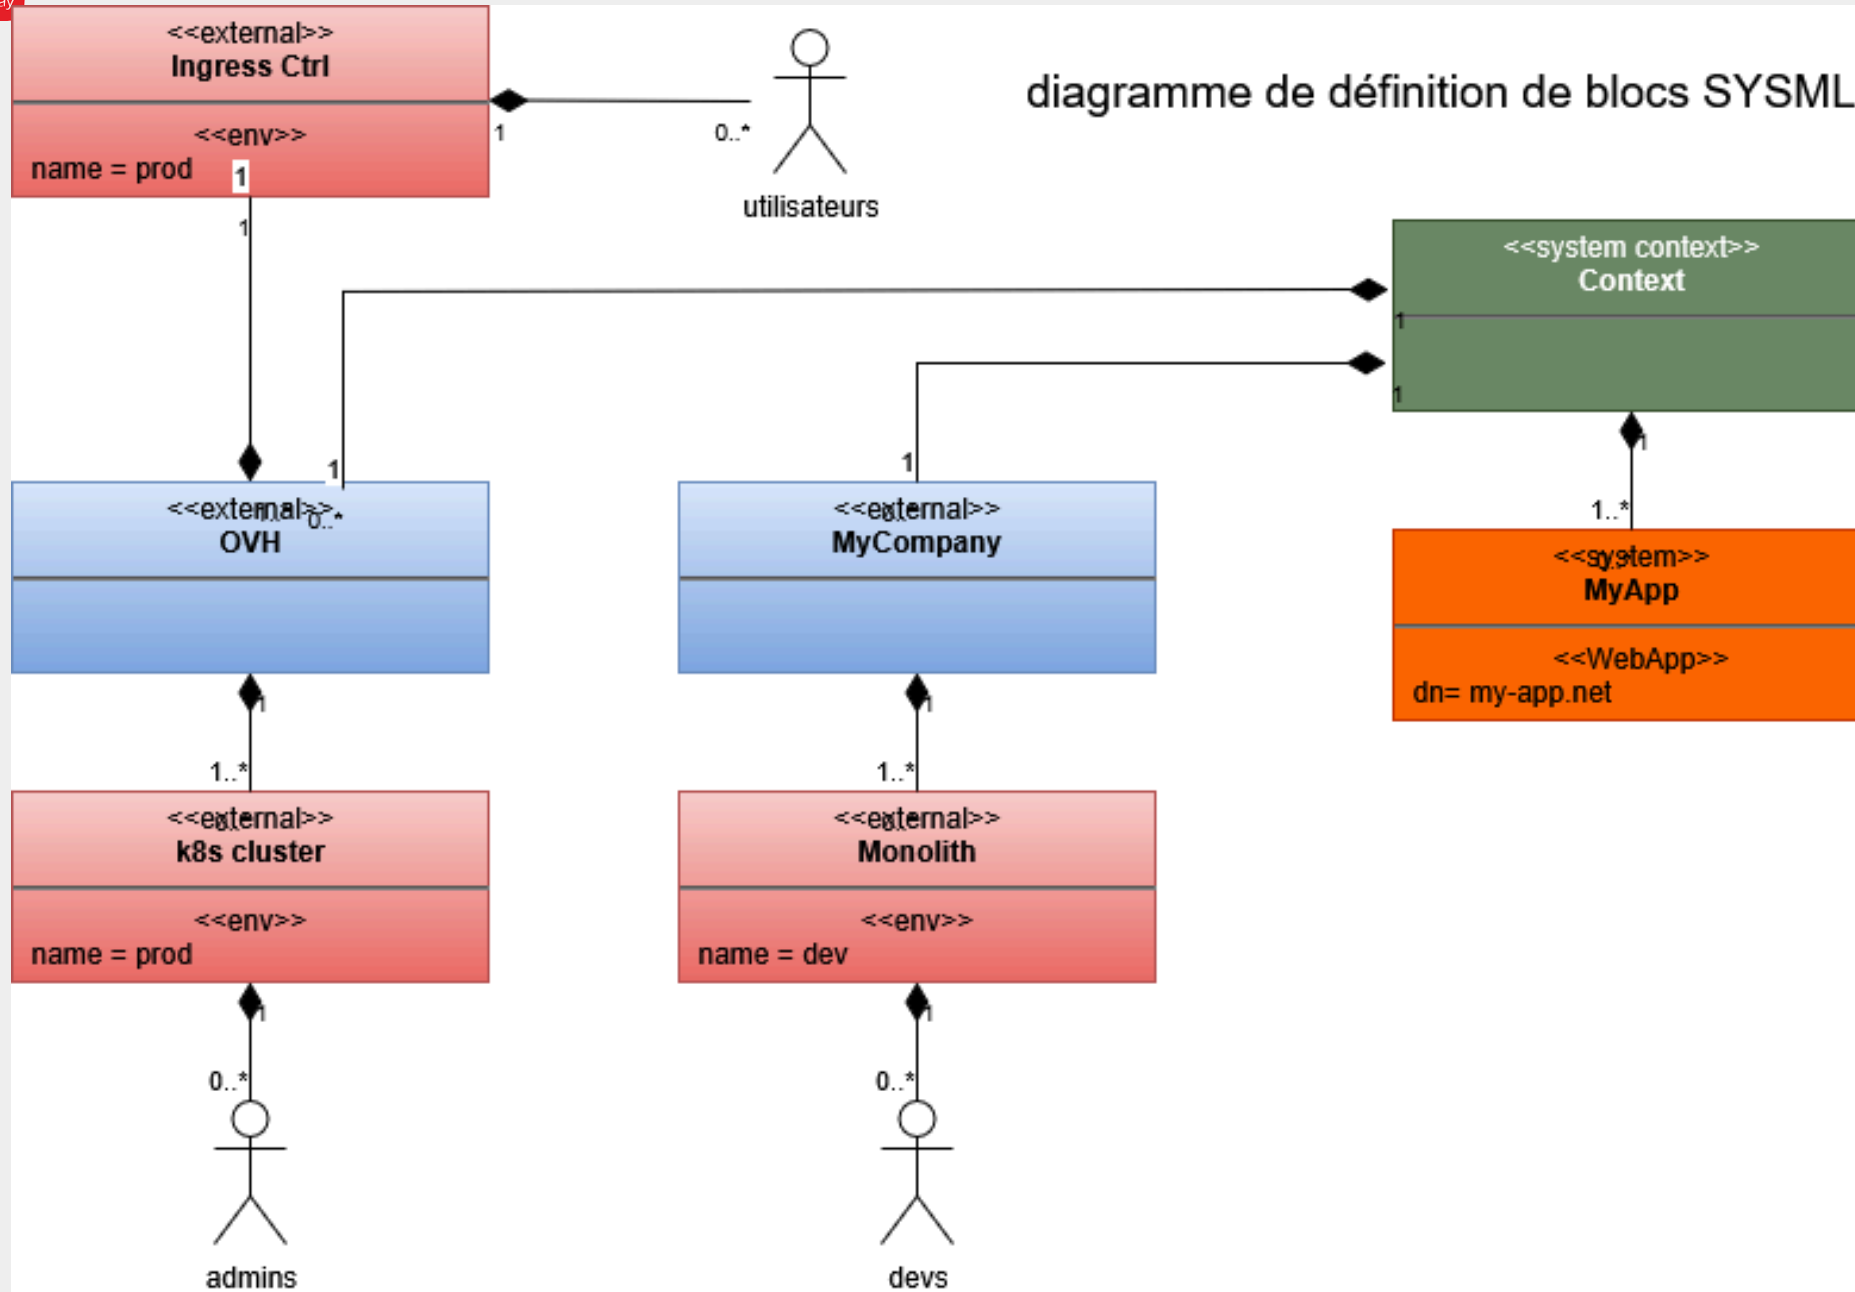 ay
<<external>>
Ingress Ctrl
<<env>>
name = prod
1
1
1
0..*
utilisateurs
diagramme de définition de blocs SYSML
<<system context>>
Context
1
1
1
1..*
<<system>>
MyApp
<<WebApp>>
dn= my-app.net
1
<<external>>
0..*
OVH
1
1..*
1
<<external>>
MyCompany
1
1..*
<<external>>
k8s cluster
<<env>>
name = prod
1
0..*
admins
<<external>>
Monolith
<<env>>
name = dev
1
0..*
devs